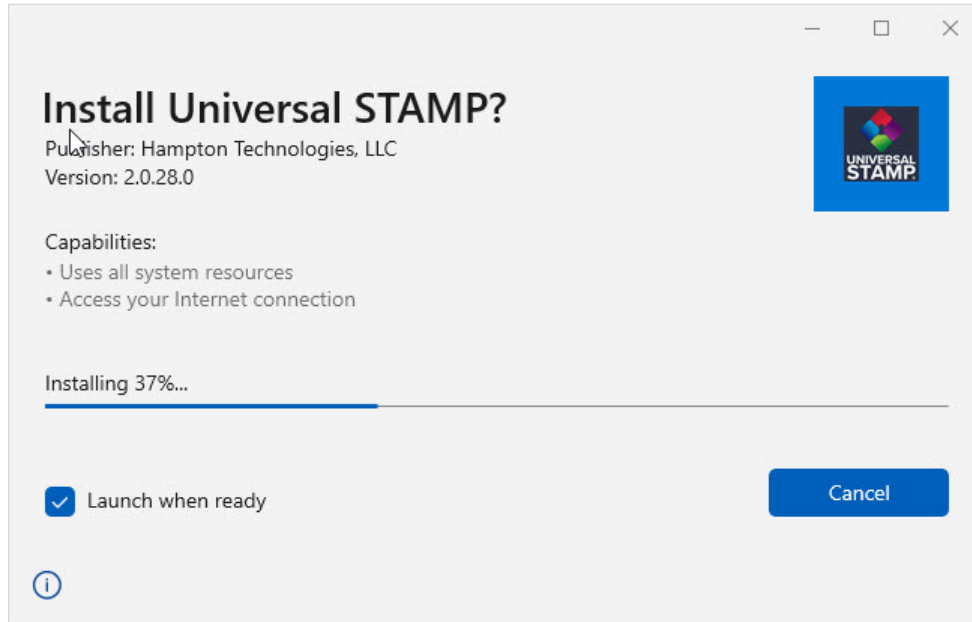 Install Universal STAMP?
Publisher: Hampton Technologies, LLC
Version: 2.0.28.0
UNIVERSAL
STAMP
Capabilities:
• Uses all system resources
• Access your Internet connection
Installing 37%...
Launch when ready
Cancel